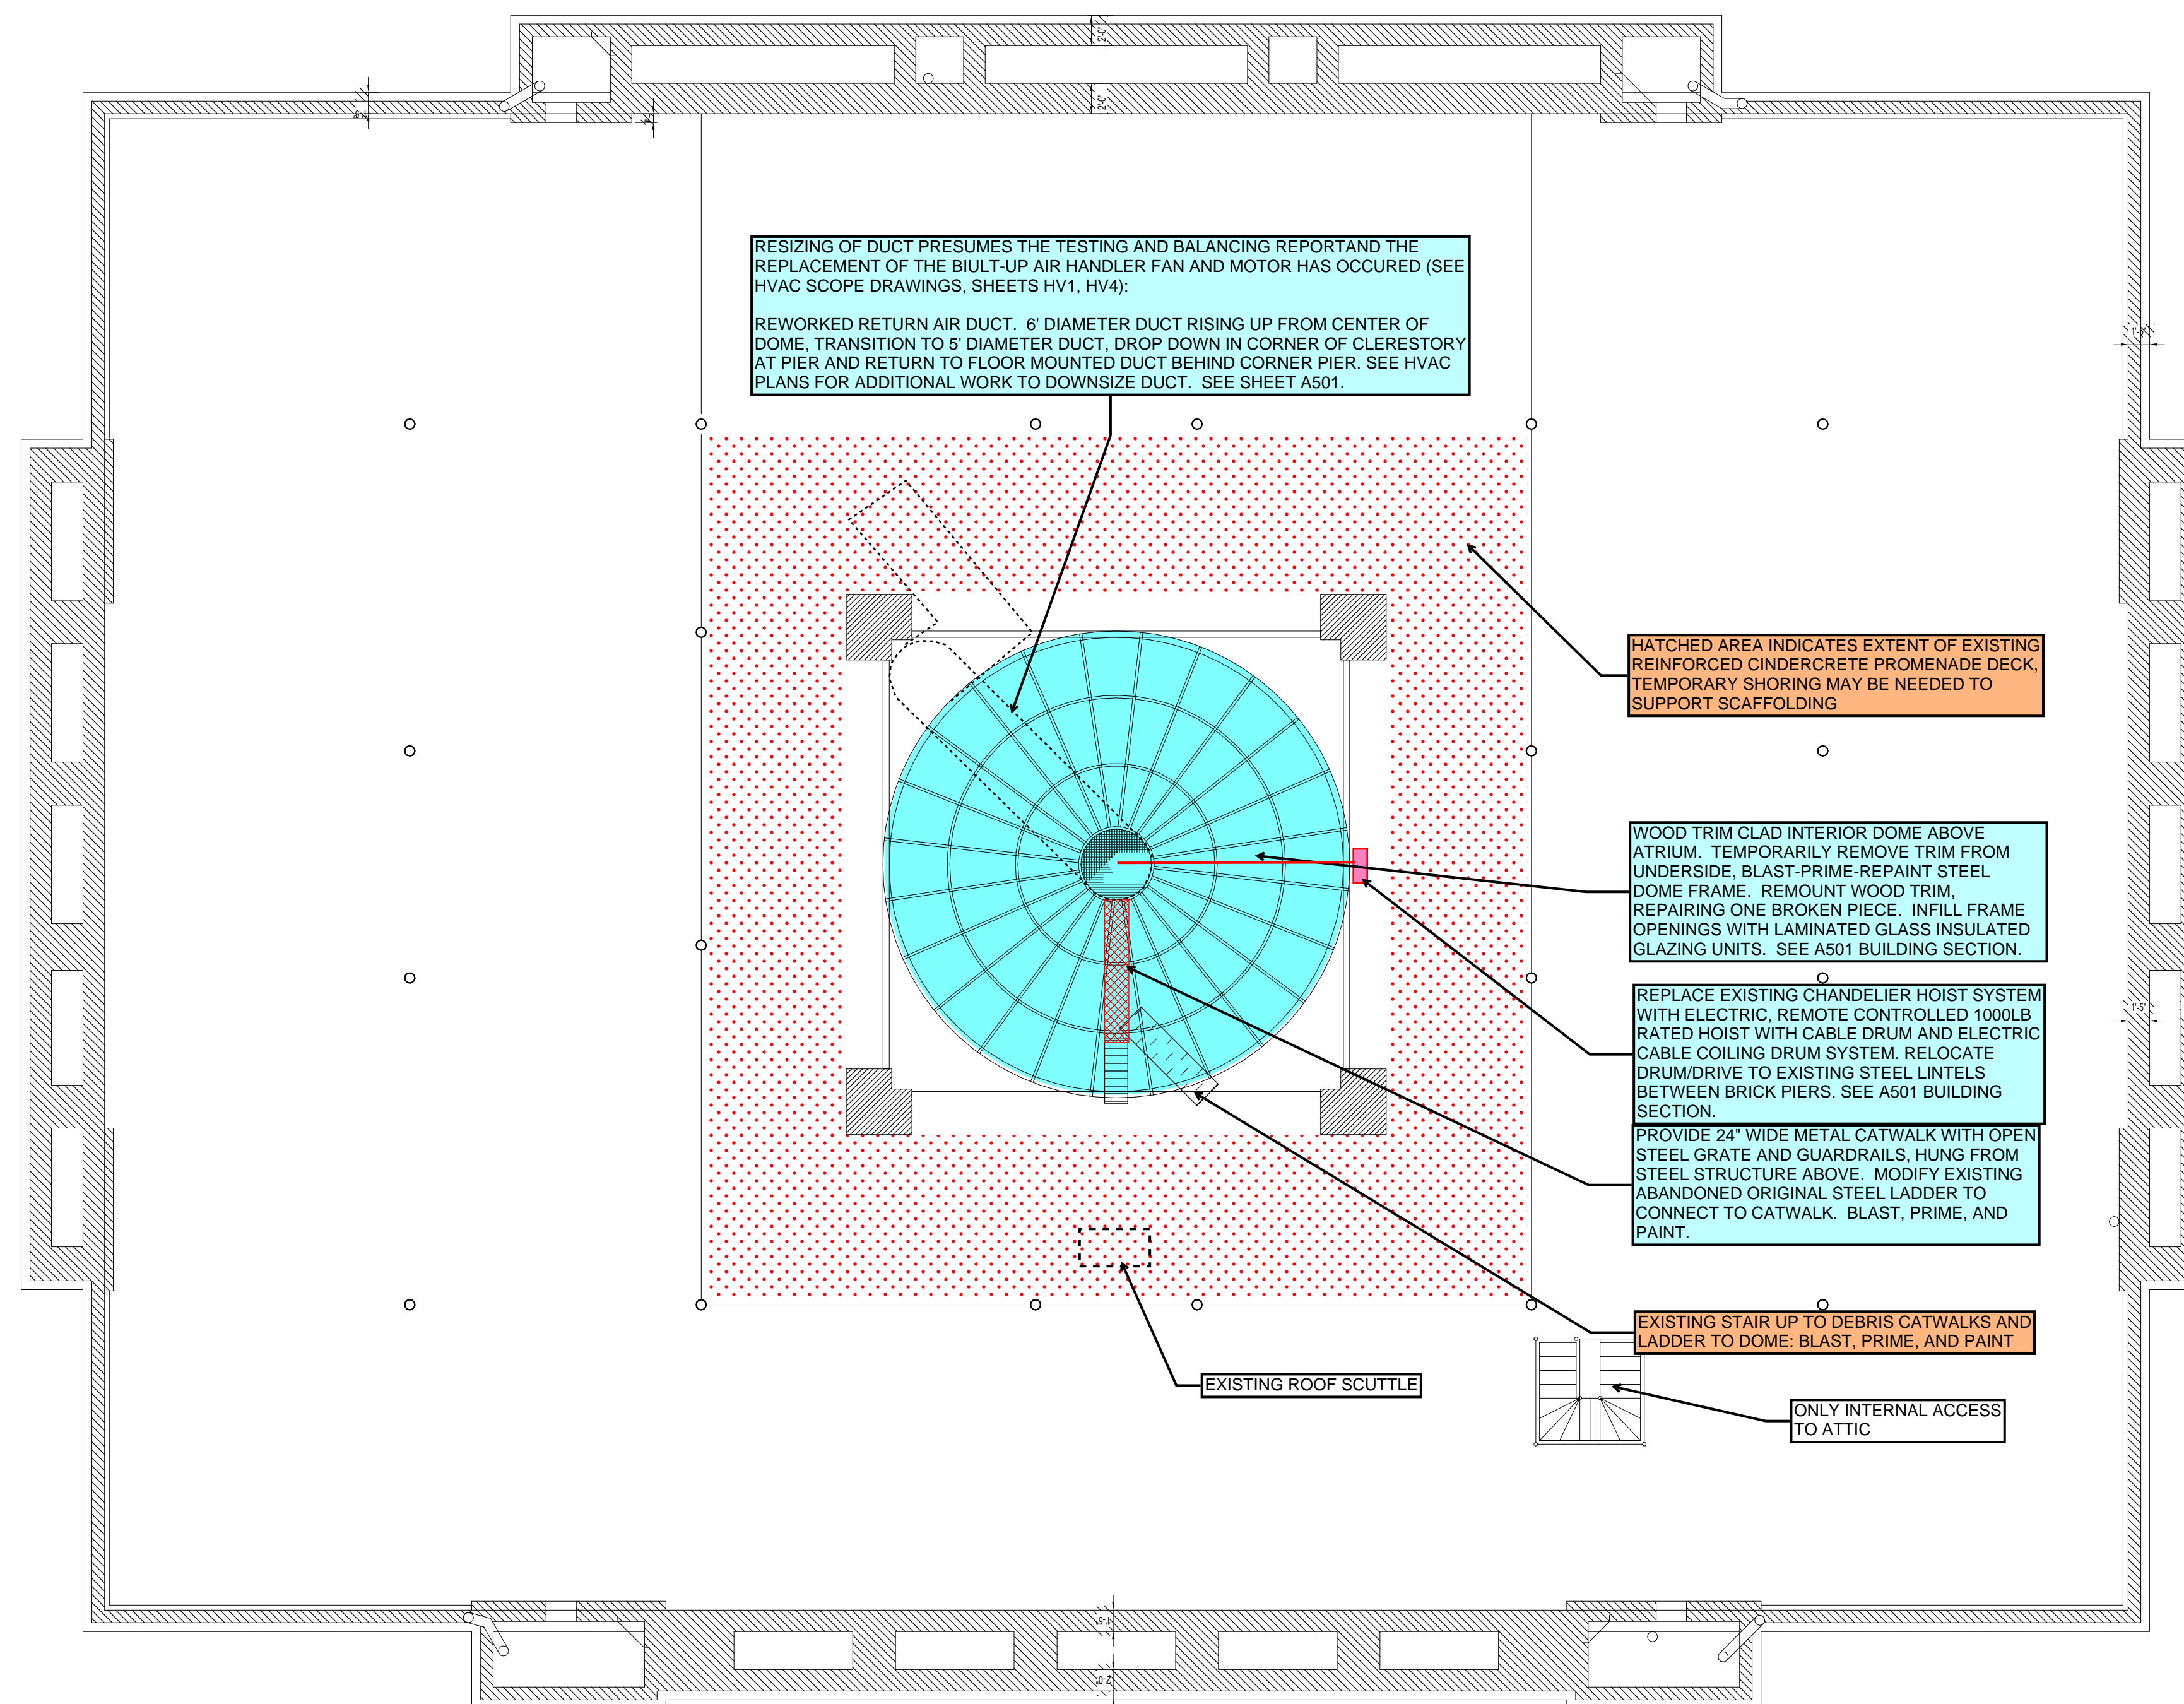 2'-0"
2'-0"
RESIZING OF DUCT PRESUMES THE TESTING AND BALANCING REPORTAND THE
REPLACEMENT OF THE BIULT-UP AIR HANDLER FAN AND MOTOR HAS OCCURED (SEE
HVAC SCOPE DRAWINGS, SHEETS HV1, HV4):
REWORKED RETURN AIR DUCT.  6' DIAMETER DUCT RISING UP FROM CENTER OF
DOME, TRANSITION TO 5' DIAMETER DUCT, DROP DOWN IN CORNER OF CLERESTORY
AT PIER AND RETURN TO FLOOR MOUNTED DUCT BEHIND CORNER PIER. SEE HVAC
PLANS FOR ADDITIONAL WORK TO DOWNSIZE DUCT.  SEE SHEET A501.
HATCHED AREA INDICATES EXTENT OF EXISTING
REINFORCED CINDERCRETE PROMENADE DECK,
TEMPORARY SHORING MAY BE NEEDED TO
SUPPORT SCAFFOLDING
WOOD TRIM CLAD INTERIOR DOME ABOVE
ATRIUM.  TEMPORARILY REMOVE TRIM FROM
UNDERSIDE, BLAST-PRIME-REPAINT STEEL
DOME FRAME.  REMOUNT WOOD TRIM,
REPAIRING ONE BROKEN PIECE.  INFILL FRAME
OPENINGS WITH LAMINATED GLASS INSULATED
GLAZING UNITS.  SEE A501 BUILDING SECTION.
REPLACE EXISTING CHANDELIER HOIST SYSTEM
WITH ELECTRIC, REMOTE CONTROLLED 1000LB
RATED HOIST WITH CABLE DRUM AND ELECTRIC
CABLE COILING DRUM SYSTEM. RELOCATE
DRUM/DRIVE TO EXISTING STEEL LINTELS
BETWEEN BRICK PIERS. SEE A501 BUILDING
SECTION.
1'-5"
PROVIDE 24" WIDE METAL CATWALK WITH OPEN
STEEL GRATE AND GUARDRAILS, HUNG FROM
STEEL STRUCTURE ABOVE.  MODIFY EXISTING
ABANDONED ORIGINAL STEEL LADDER TO
CONNECT TO CATWALK.  BLAST, PRIME, AND
PAINT.
EXISTING STAIR UP TO DEBRIS CATWALKS AND
LADDER TO DOME: BLAST, PRIME, AND PAINT
EXISTING ROOF SCUTTLE
ONLY INTERNAL ACCESS
TO ATTIC
1'-5"
2'-0"